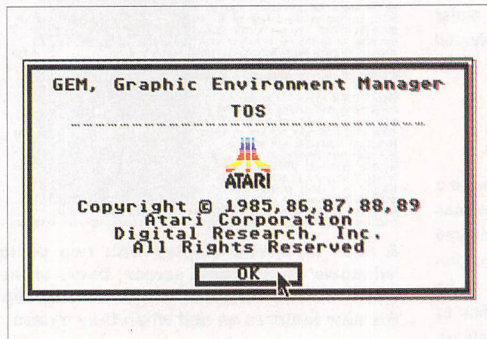 GEM, Graphic Environment Manager
TOS
ATARI
Copyright © 1985,86,87,88,89
Atari Corporation
Digital Research, Inc.
All Rights Reserved
OK